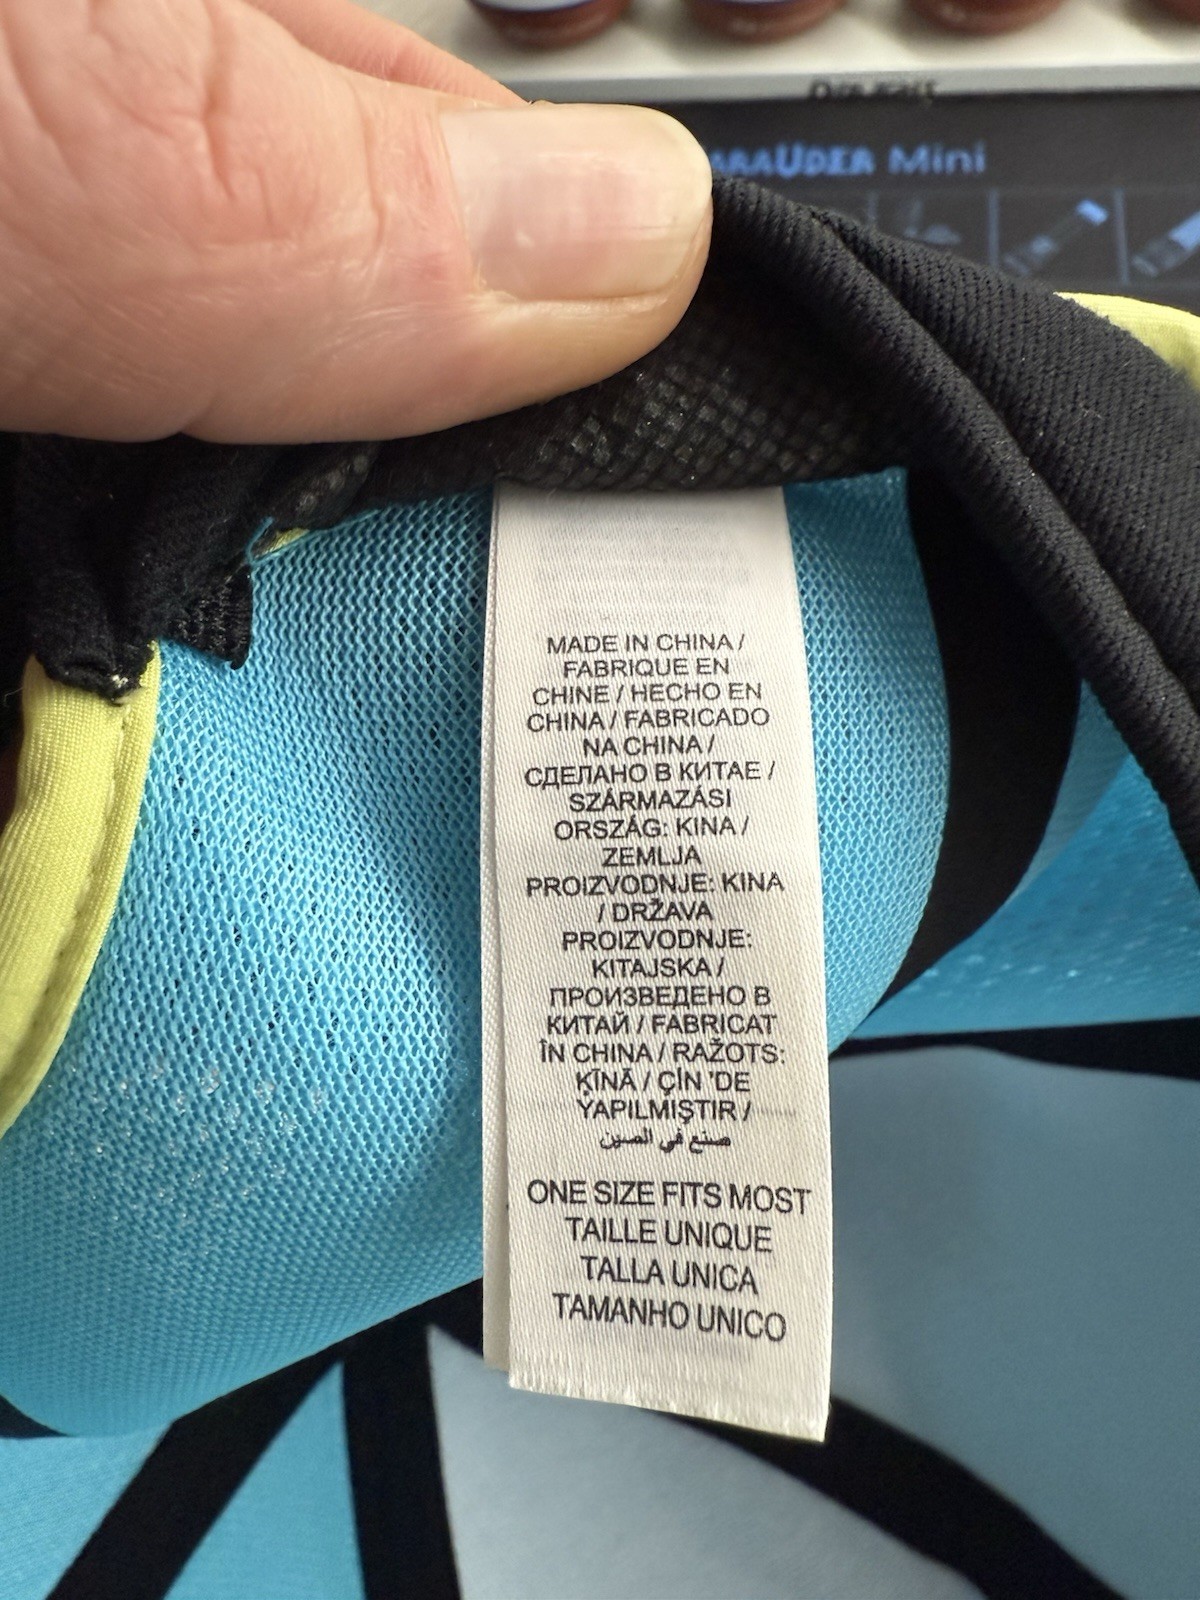 Mini
MADE IN CHINA /
FABRIQUE EN
CHINE / HECHO EN
CHINA / FABRICADO
NA CHINA /
СДЕЛАНО В КИТАЕ /
SZÁRMAZÁSI
ORSZÁG: KINA /
ZEMLJA
PROIZVODNJE: KINA
/ DRŽAVA
PROIZVODNJE:
KITAJSKA /
ПРОИЗВЕДЕНО В
КИТАЙ / FABRICAT
ÎN CHINA / RAŽOTS:
ĶĪNĀ / ÇİN 'DE
YAPILMIŞTIR /
صنع في الصين
ONE SIZE FITS MOST
TAILLE UNIQUE
TALLA UNICA
TAMANHO UNICO